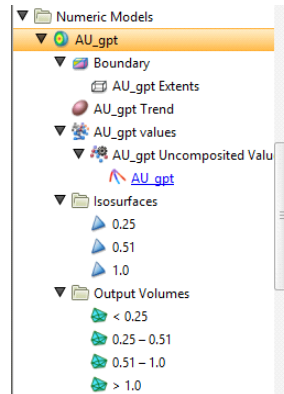 Numeric Models
AU_gpt
Boundary
AU_gpt Extents
AU_gpt Trend
AU_gpt values
AU_gpt Uncomposited Valu
AU_gpt
Isosurfaces
0.25
0.51
1.0
Output Volumes
< 0.25
0.25 – 0.51
0.51 – 1.0
> 1.0